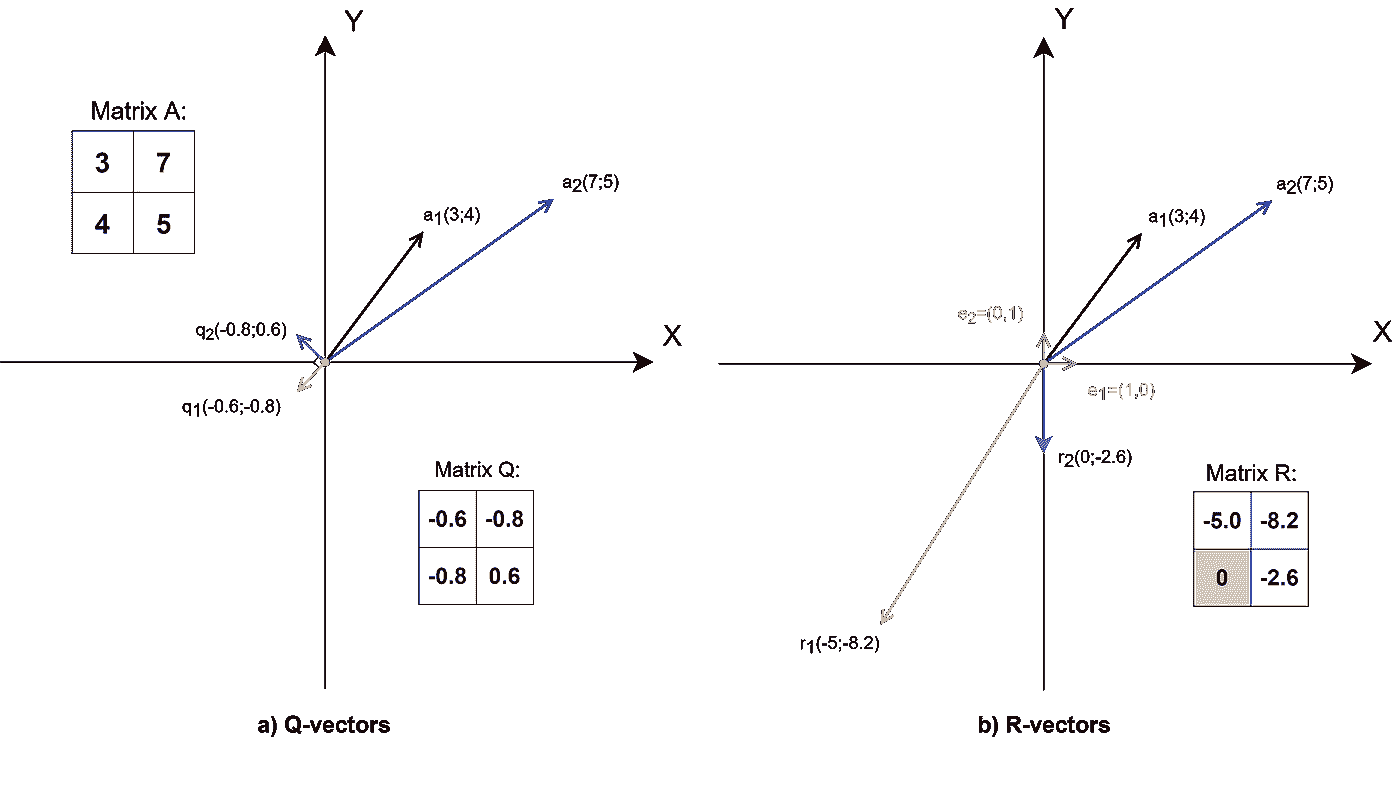 Y
Matrix A:
3 7
4 5
a2(7;5)
a1(3;4)
q2(-0.8;0.6)
X
q1(-0.6;-0.8)
Matrix Q:
-0.6 -0.8
-0.8 0.6
a) Q-vectors
Y
a2(7;5)
a1(3;4)
e2=(0,1)
X
e1=(1,0)
r2(0;-2.6)
Matrix R:
-5.0 -8.2
0 -2.6
r1(-5;-8.2)
b) R-vectors